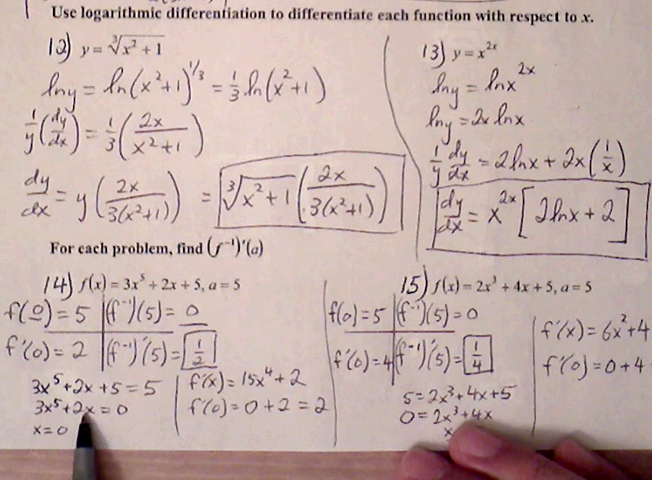 Use logarithmic differentiation to differentiate each function with respect to x.
12) y = ∛(x² + 1)
ln y = ln(x²+1)^(1/3) = 1/3 ln(x²+1)
1/y (dy/dx) = 1/3 (2x/(x²+1))
dy/dx = y (2x/(3(x²+1))) = ∛(x²+1) (2x/(3(x²+1)))
13) y = x^(2x)
ln y = ln x^(2x)
ln y = 2x ln x
1/y dy/dx = 2 ln x + 2x (1/x)
dy/dx = x^(2x) [2 ln x + 2]
For each problem, find (f⁻¹)'(a)
14) f(x) = 3x⁵ + 2x + 5, a = 5
f(0) = 5 | (f⁻¹)(5) = 0
f'(0) = 2 | (f⁻¹)'(5) = 1/2
3x⁵ + 2x + 5 = 5
3x⁵ + 2x = 0
x = 0
f'(x) = 15x⁴ + 2
f'(0) = 0 + 2 = 2
15) f(x) = 2x³ + 4x + 5, a = 5
f(0) = 5 | (f⁻¹)(5) = 0
f'(0) = 4 | (f⁻¹)'(5) = 1/4
5 = 2x³ + 4x + 5
0 = 2x³ + 4x
x
f'(x) = 6x² + 4
f'(0) = 0 + 4